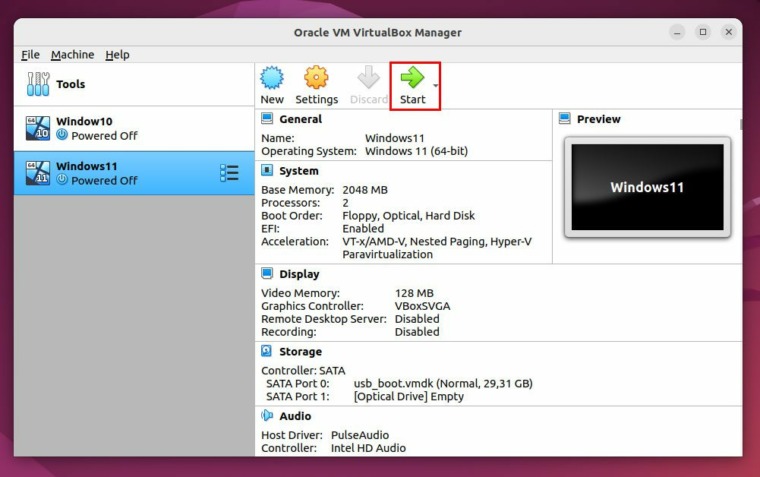 Oracle VM VirtualBox Manager
File Machine Help
Tools
New Settings Discard Start
64 10 Window10
Powered Off
64 11 Windows11
Powered Off
General
Name: Windows11
Operating System: Windows 11 (64-bit)
System
Base Memory: 2048 MB
Processors: 2
Boot Order: Floppy, Optical, Hard Disk
EFI: Enabled
Acceleration: VT-x/AMD-V, Nested Paging, Hyper-V
Paravirtualization
Preview
Windows11
Display
Video Memory: 128 MB
Graphics Controller: VBoxSVGA
Remote Desktop Server: Disabled
Recording: Disabled
Storage
Controller: SATA
SATA Port 0: usb_boot.vmdk (Normal, 29,31 GB)
SATA Port 1: [Optical Drive] Empty
Audio
Host Driver: PulseAudio
Controller: Intel HD Audio